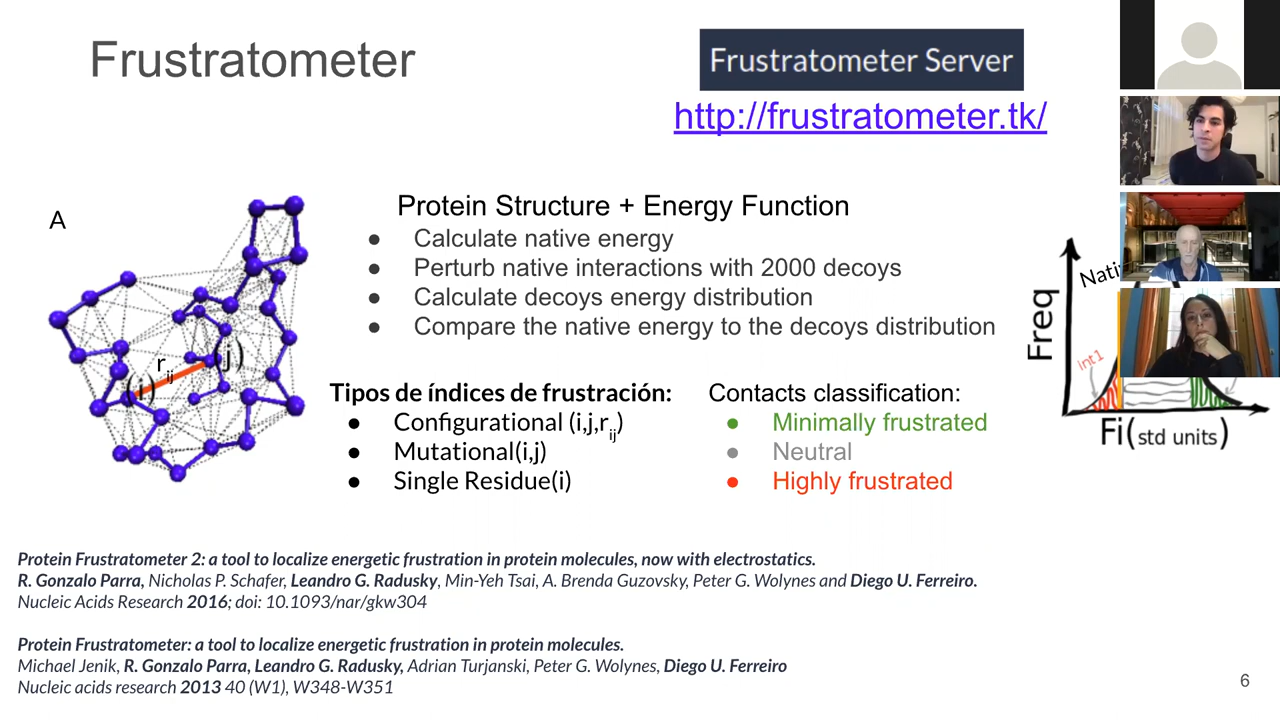 Frustratometer
Frustratometer Server
http://frustratometer.tk/
A
Protein Structure + Energy Function
● Calculate native energy
● Perturb native interactions with 2000 decoys
● Calculate decoys energy distribution
● Compare the native energy to the decoys distribution
rij
(i)
(j)
Tipos de índices de frustración:
● Configurational (i,j,rij)
● Mutational(i,j)
● Single Residue(i)
Contacts classification:
● Minimally frustrated
● Neutral
● Highly frustrated
Freq
int1
Fi(std units)
Protein Frustratometer 2: a tool to localize energetic frustration in protein molecules, now with electrostatics.
R. Gonzalo Parra, Nicholas P. Schafer, Leandro G. Radusky, Min-Yeh Tsai, A. Brenda Guzovsky, Peter G. Wolynes and Diego U. Ferreiro.
Nucleic Acids Research 2016; doi: 10.1093/nar/gkw304
Protein Frustratometer: a tool to localize energetic frustration in protein molecules.
Michael Jenik, R. Gonzalo Parra, Leandro G. Radusky, Adrian Turjanski, Peter G. Wolynes, Diego U. Ferreiro
Nucleic acids research 2013 40 (W1), W348-W351
6